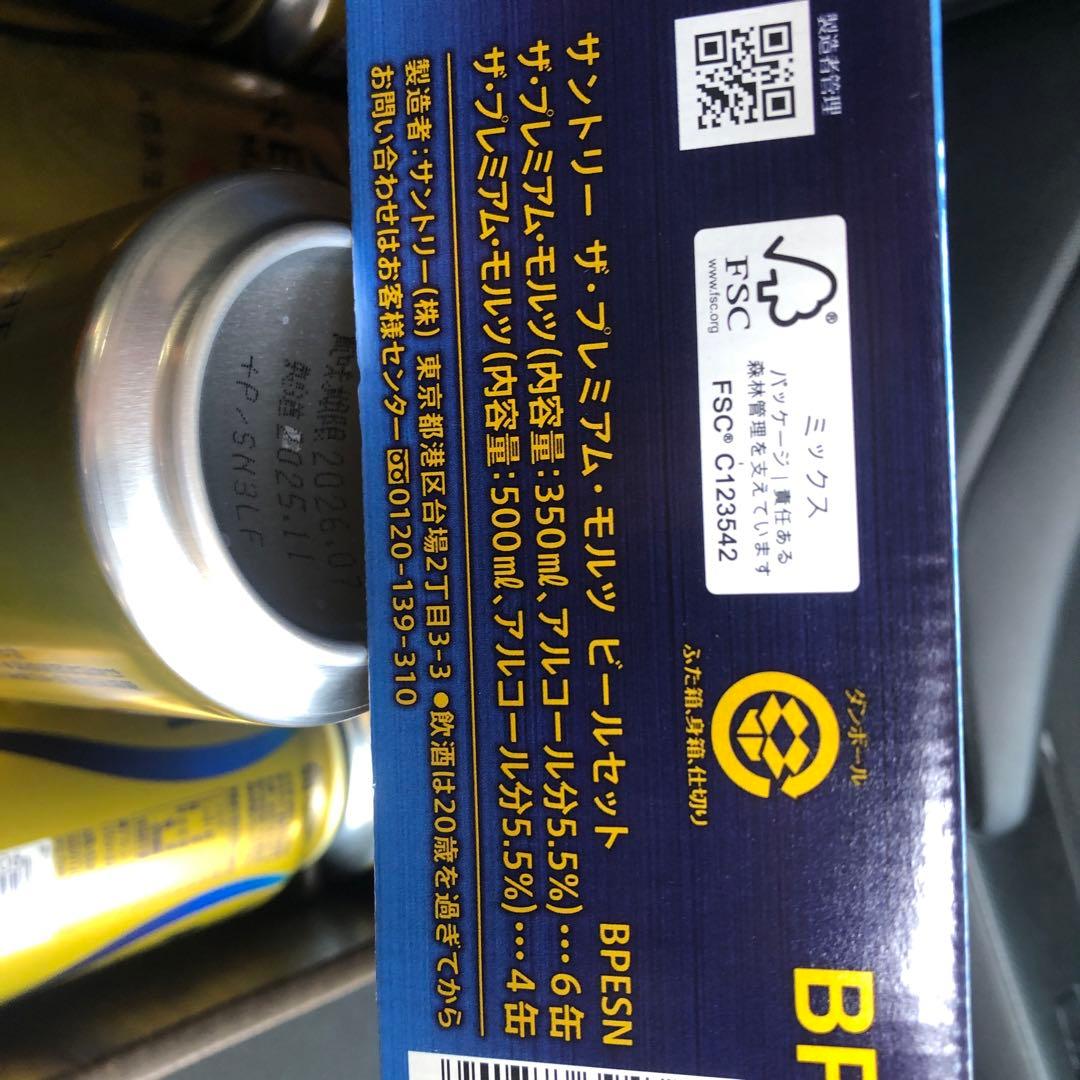 サントリー ザ・プレミアム・モルツ ビールセット BPESN
ザ・プレミアム・モルツ(内容量:350㎖、アルコール分5.5%)…6缶
ザ・プレミアム・モルツ(内容量:500㎖、アルコール分5.5%)…4缶
製造者:サントリー(株) 東京都港区台場2丁目3-3 ●飲酒は20歳を過ぎてから
お問い合わせはお客様センター 0120-139-310
製造者管理
FSC®
www.fsc.org
ミックス
パッケージ|責任ある
森林管理を支えています
FSC® C123542
ダンボール
ふた箱、身箱、仕切り
2026.07
2025.11
+P/SN3LF